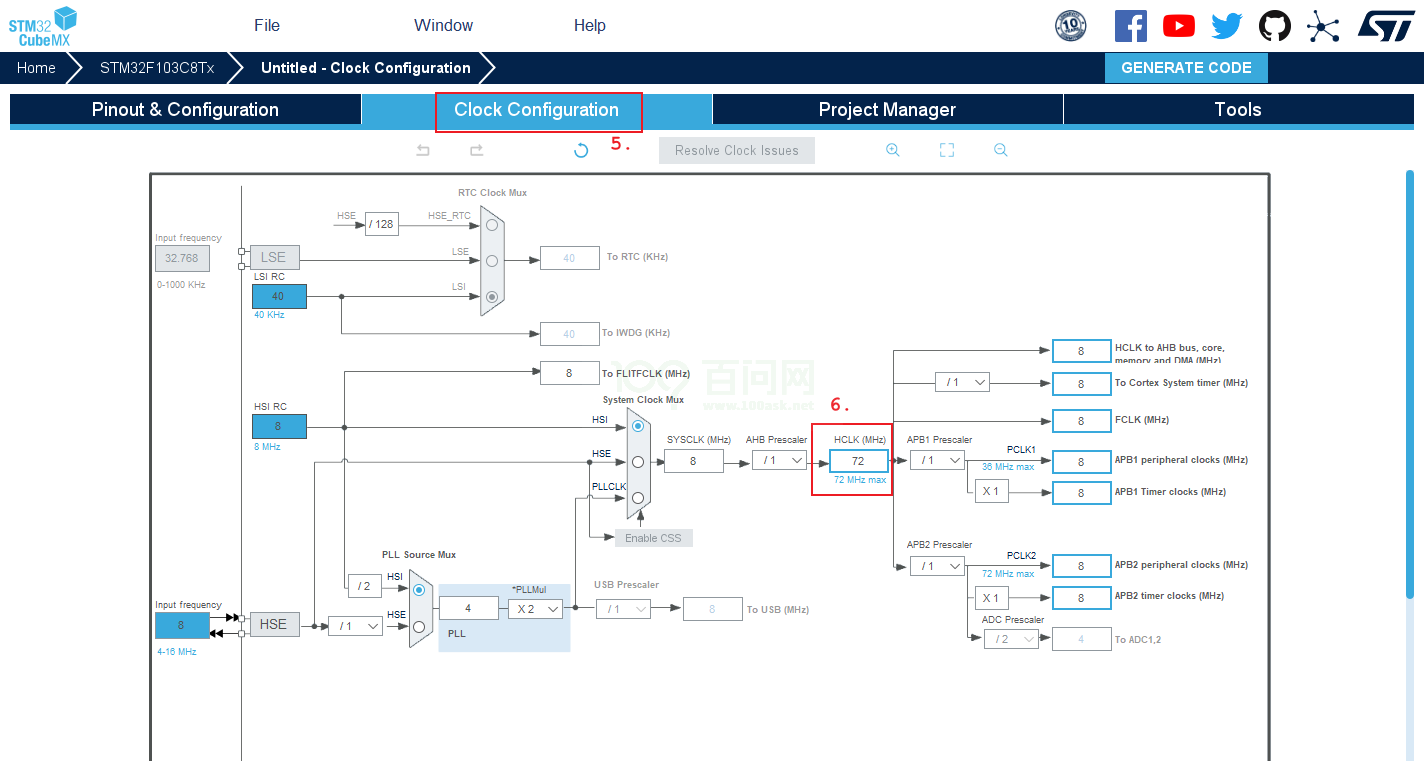 STM32
CubeMX
File
Window
Help
10
ST
Home
STM32F103C8Tx
Untitled - Clock Configuration
GENERATE CODE
Pinout & Configuration
Clock Configuration
Project Manager
Tools
5.
Resolve Clock Issues
RTC Clock Mux
HSE
/ 128
HSE_RTC
Input frequency
32.768
0-1000 KHz
LSE
LSE
40
To RTC (KHz)
LSI RC
40
40 KHz
LSI
40
To IWDG (KHz)
8
To FLITFCLK (MHz)
百问网
www.100ask.net
HSI RC
8
8 MHz
System Clock Mux
HSI
HSE
PLLCLK
Enable CSS
SYSCLK (MHz)
8
AHB Prescaler
/ 1
6.
HCLK (MHz)
72
72 MHz max
8
HCLK to AHB bus, core,
memory and DMA (MHz)
/ 1
8
To Cortex System timer (MHz)
8
FCLK (MHz)
APB1 Prescaler
/ 1
PCLK1
36 MHz max
8
APB1 peripheral clocks (MHz)
X 1
8
APB1 Timer clocks (MHz)
APB2 Prescaler
/ 1
PCLK2
72 MHz max
8
APB2 peripheral clocks (MHz)
X 1
8
APB2 timer clocks (MHz)
ADC Prescaler
/ 2
4
To ADC1,2
PLL Source Mux
/ 2
HSI
Input frequency
8
4-16 MHz
HSE
/ 1
HSE
4
*PLLMul
X 2
PLL
USB Prescaler
/ 1
8
To USB (MHz)